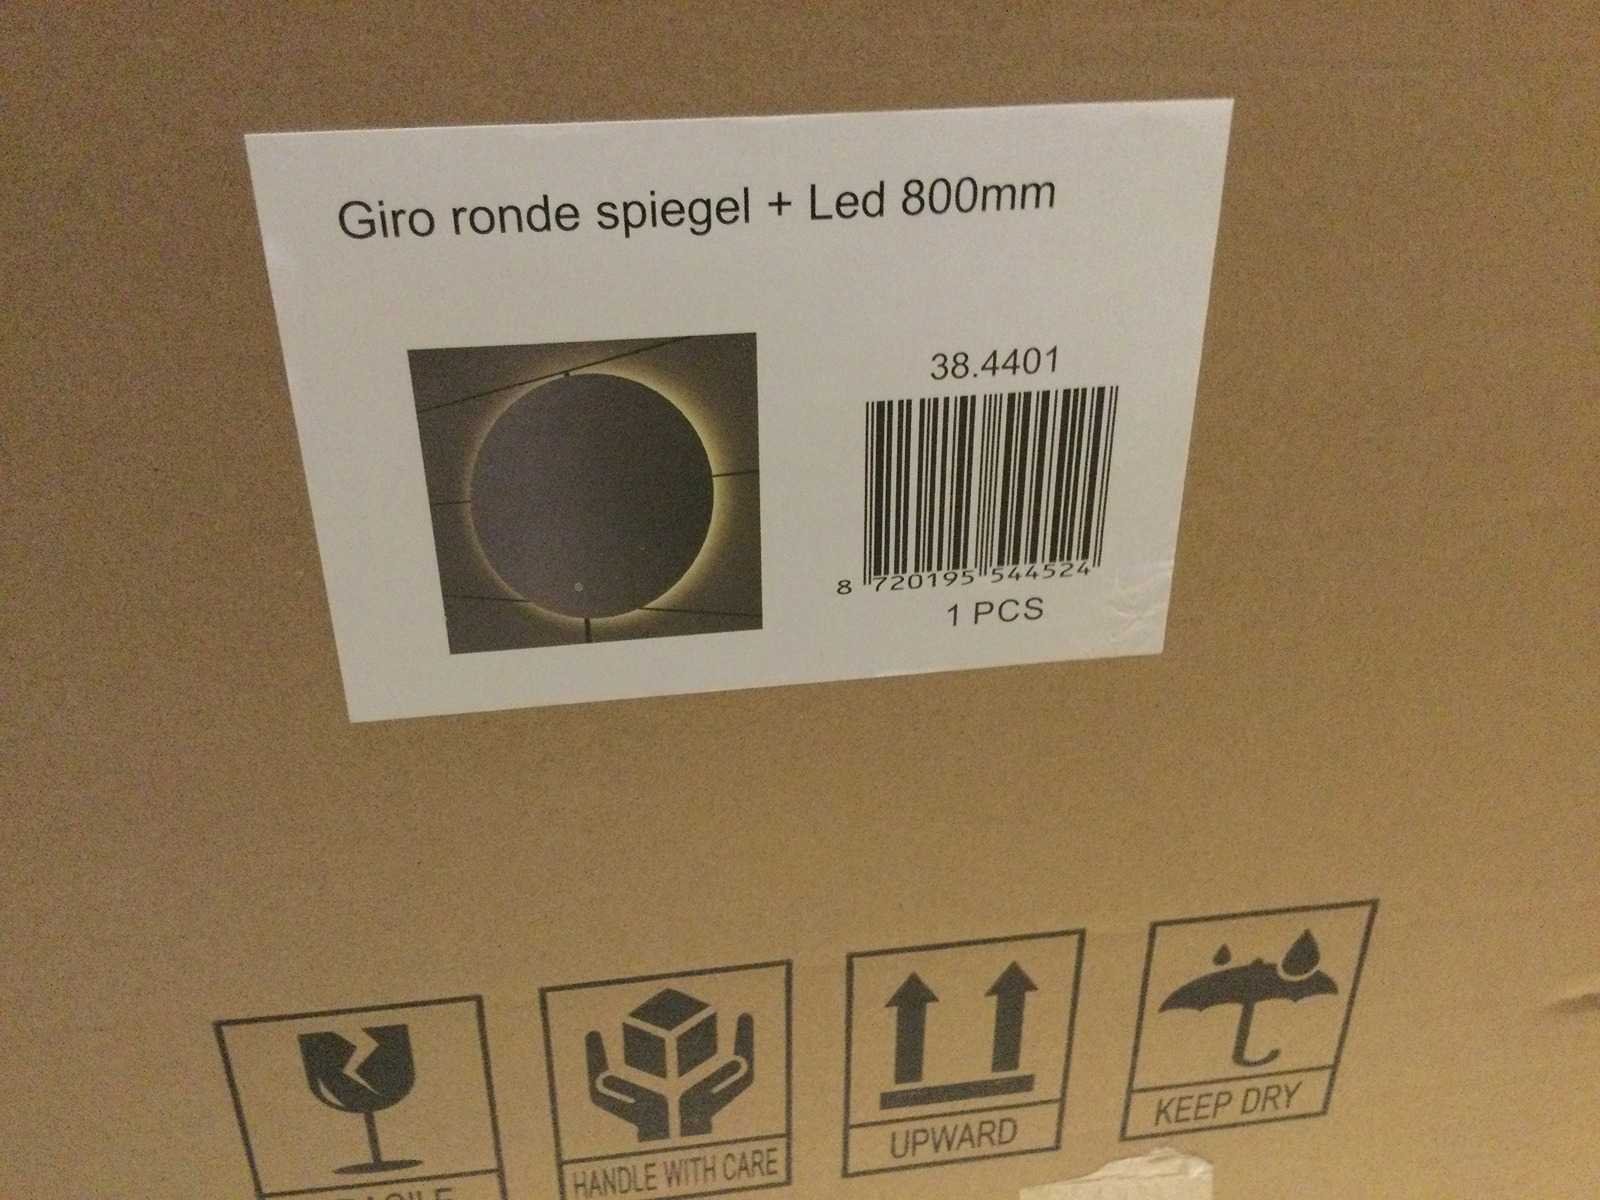 Giro ronde spiegel + Led 800mm
38.4401
8 720195 544524
1 PCS
HANDLE WITH CARE
UPWARD
KEEP DRY